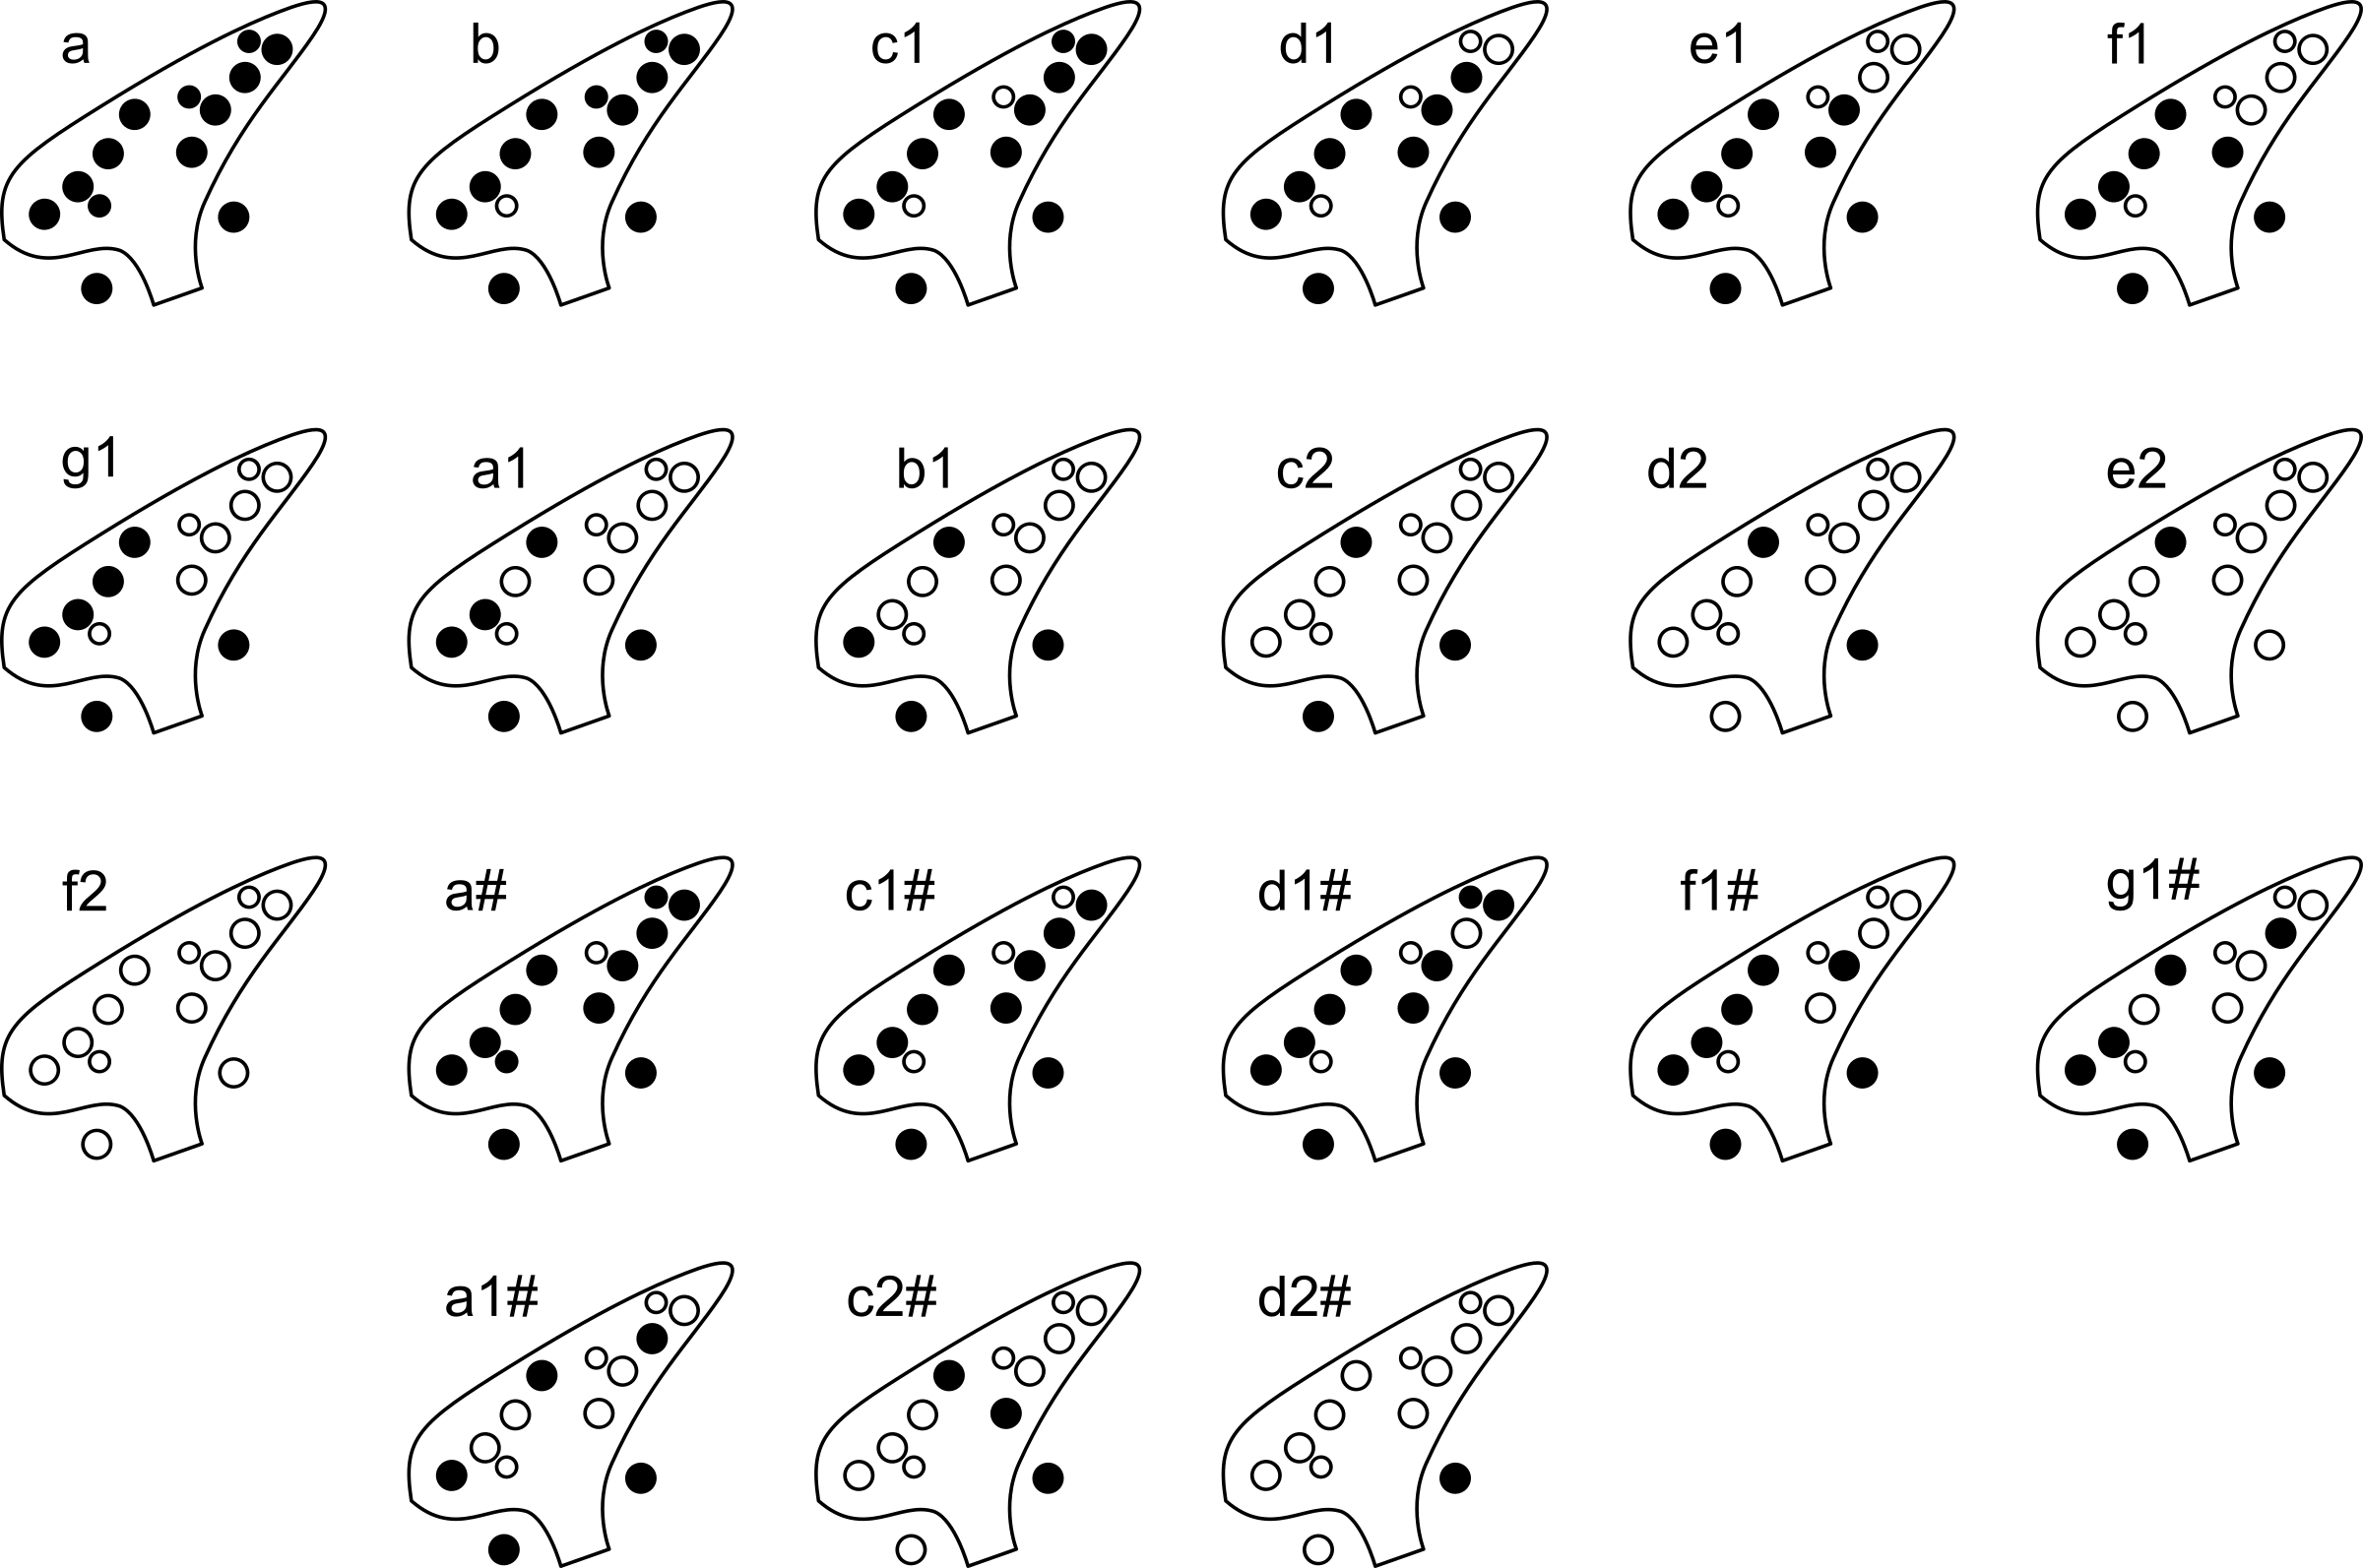 a b c1 d1 e1 f1
g1 a1 b1 c2 d2 e2
f2 a# c1# d1# f1# g1#
a1# c2# d2#